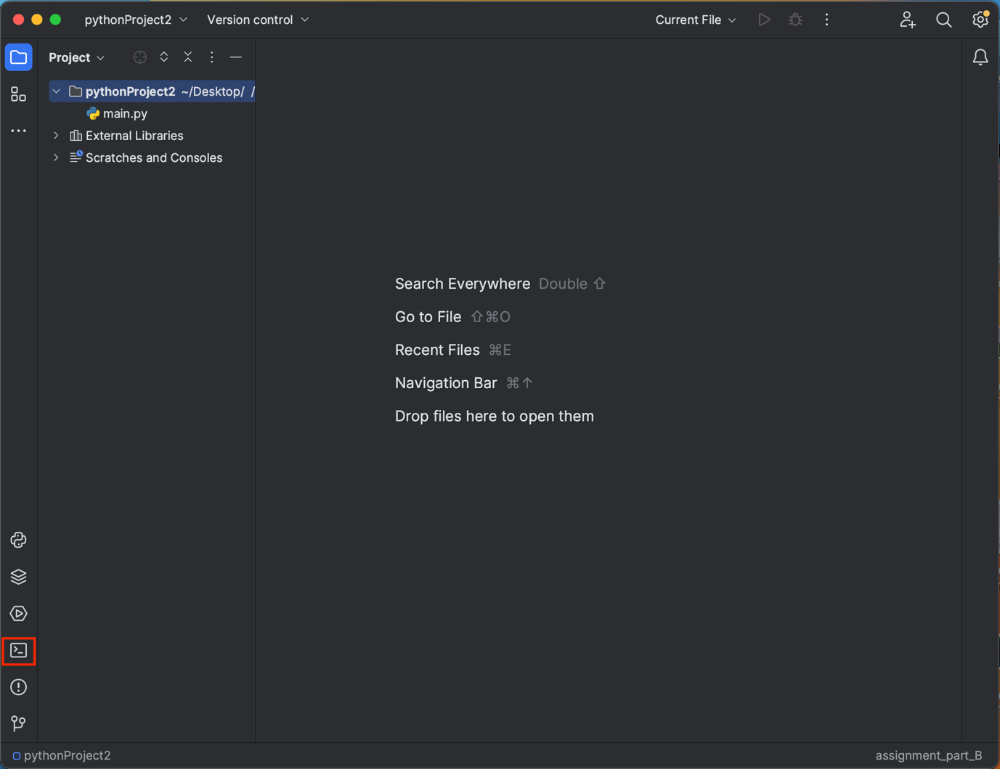 pythonProject2 Version control Current File
Project
pythonProject2 ~/Desktop/ /
main.py
External Libraries
Scratches and Consoles
Search Everywhere Double ⇧
Go to File ⇧⌘O
Recent Files ⌘E
Navigation Bar ⌘↑
Drop files here to open them
pythonProject2 assignment_part_B